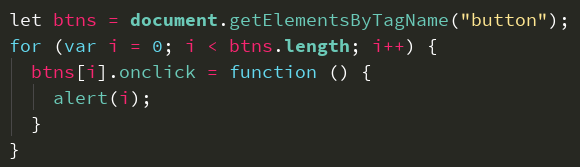 let btns = document.getElementsByTagName("button");
for (var i = 0; i < btns.length; i++) {
  btns[i].onclick = function () {
    alert(i);
  }
}